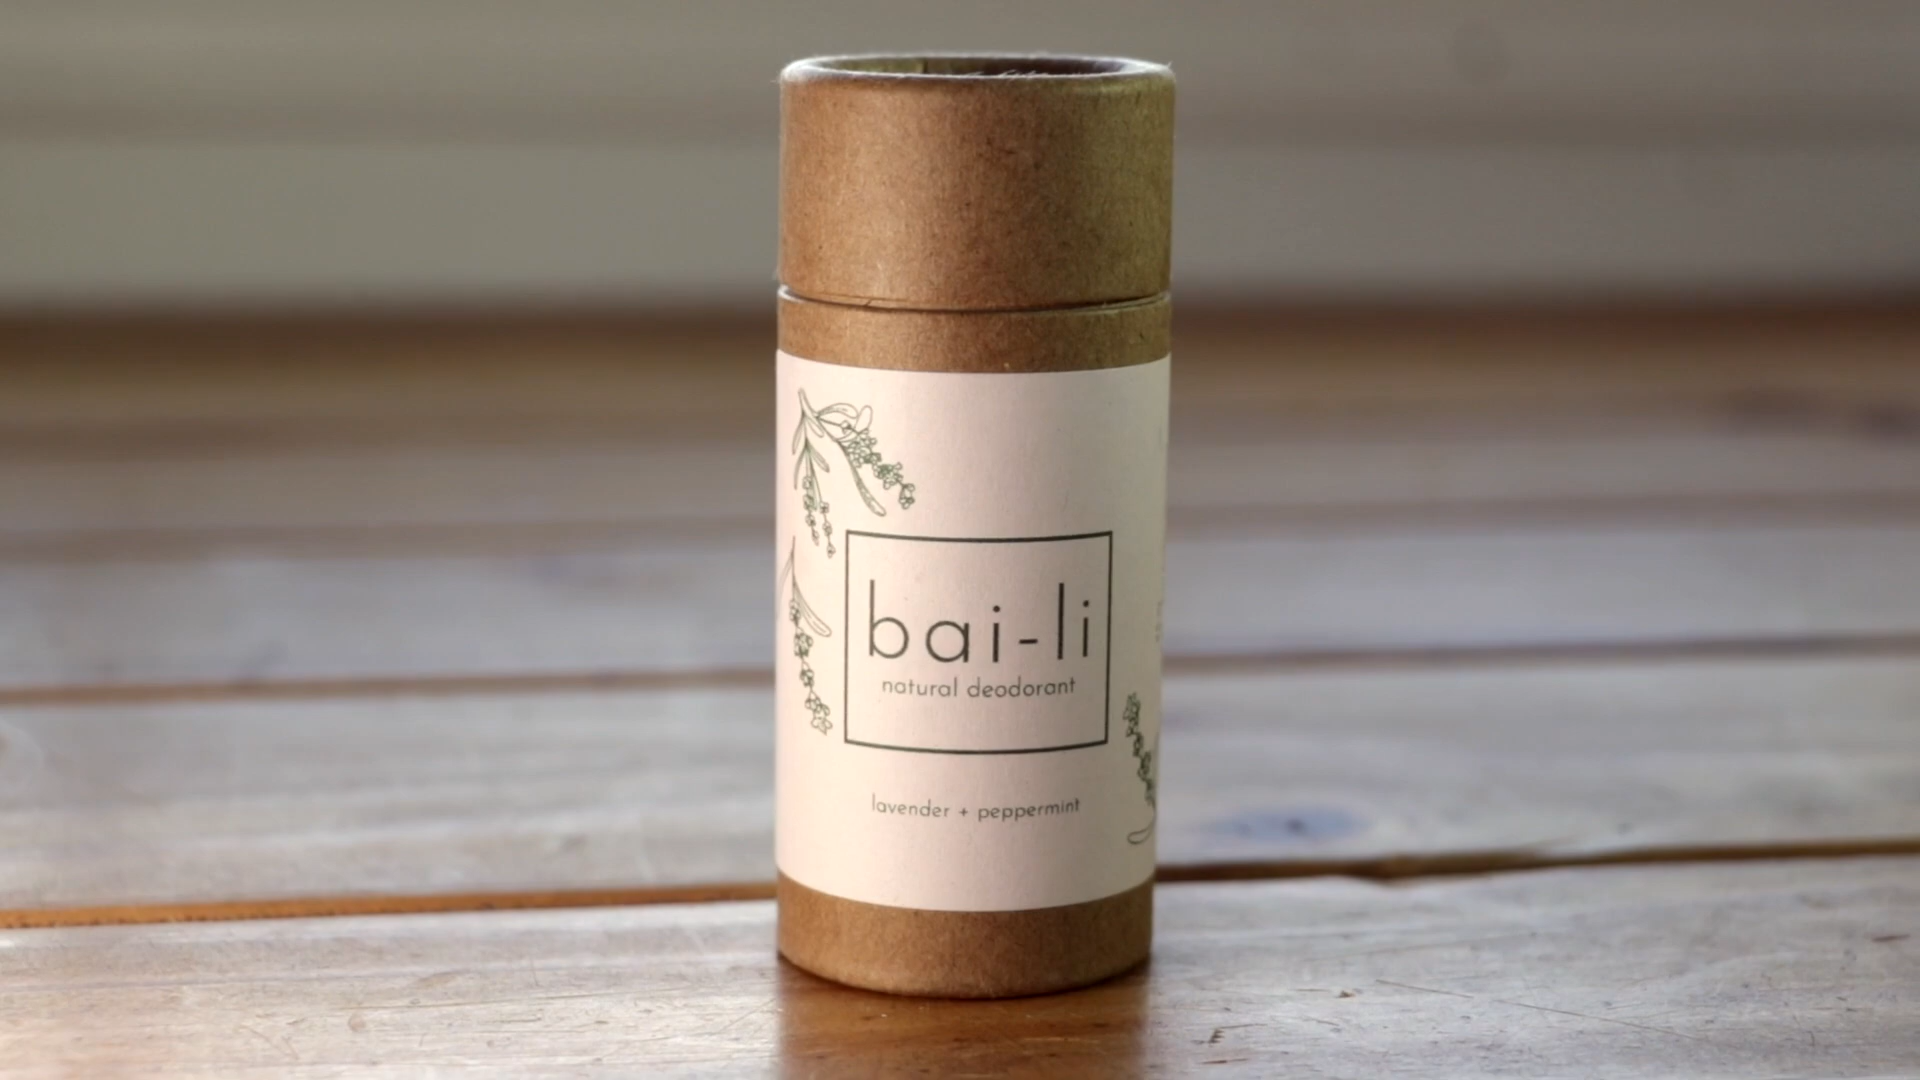 bai-li
natural deodorant
lavender + peppermint